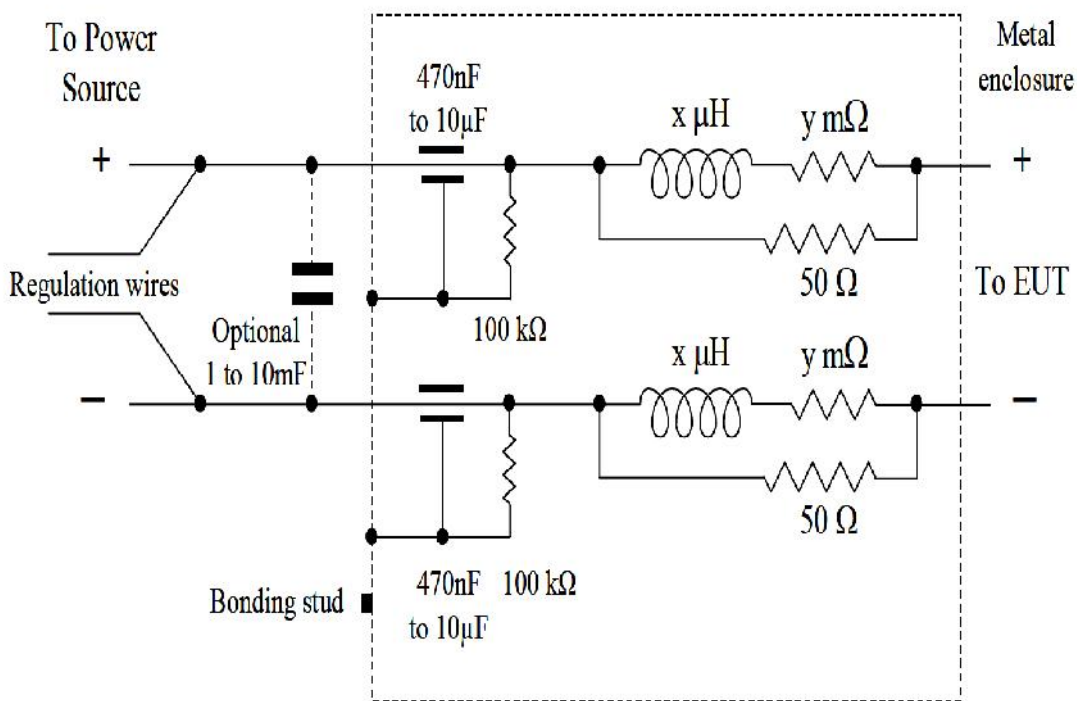 To Power
Source
+
470nF
to 10µF
x µH
y mΩ
Metal
enclosure
+
Regulation wires
Optional
1 to 10mF
100 kΩ
50 Ω
To EUT
x µH
y mΩ
−
−
50 Ω
Bonding stud
470nF
to 10µF
100 kΩ